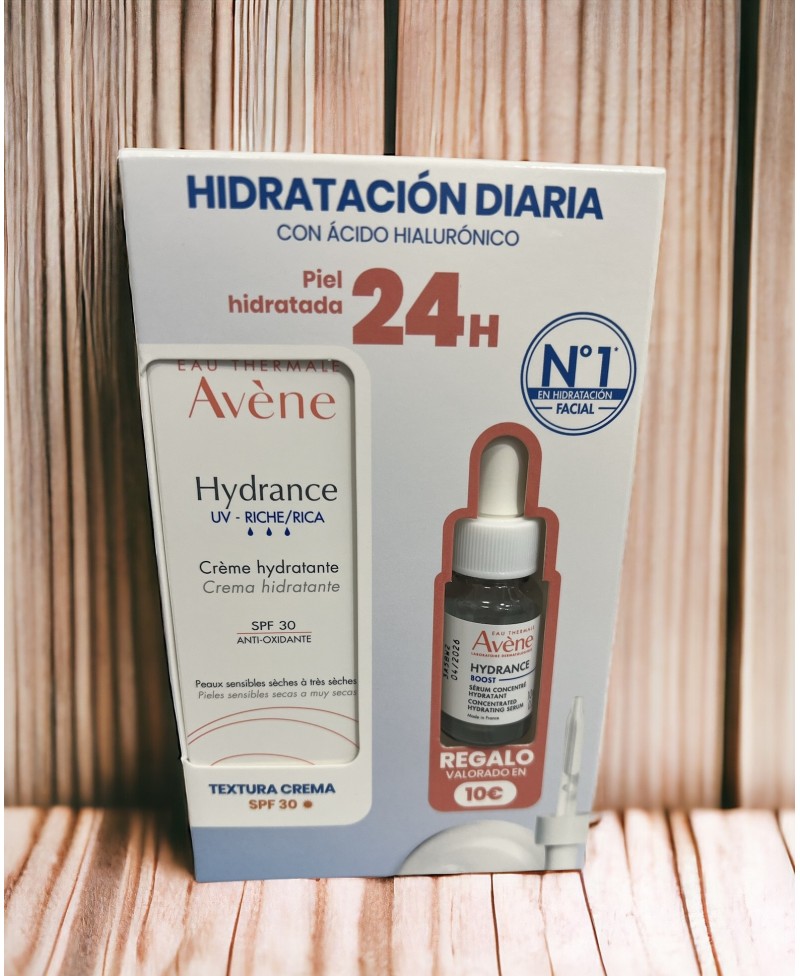 HIDRATACIÓN DIARIA
CON ÁCIDO HIALURÓNICO
Piel
hidratada
24H
N°1*
EN HIDRATACIÓN
FACIAL
EAU THERMALE
Avène
Hydrance
UV - RICHE/RICA
Crème hydratante
Crema hidratante
SPF 30
ANTI-OXIDANTE
Peaux sensibles sèches à très sèches
Pieles sensibles secas a muy secas
TEXTURA CREMA
SPF 30
EAU THERMALE
Avène
LABORATOIRE DERMATOLOGIQUE
HYDRANCE
BOOST
SÉRUM CONCENTRÉ
HYDRATANT
CONCENTRATED
HYDRATING SERUM
Made in France
04/2026
REGALO
VALORADO EN
10€